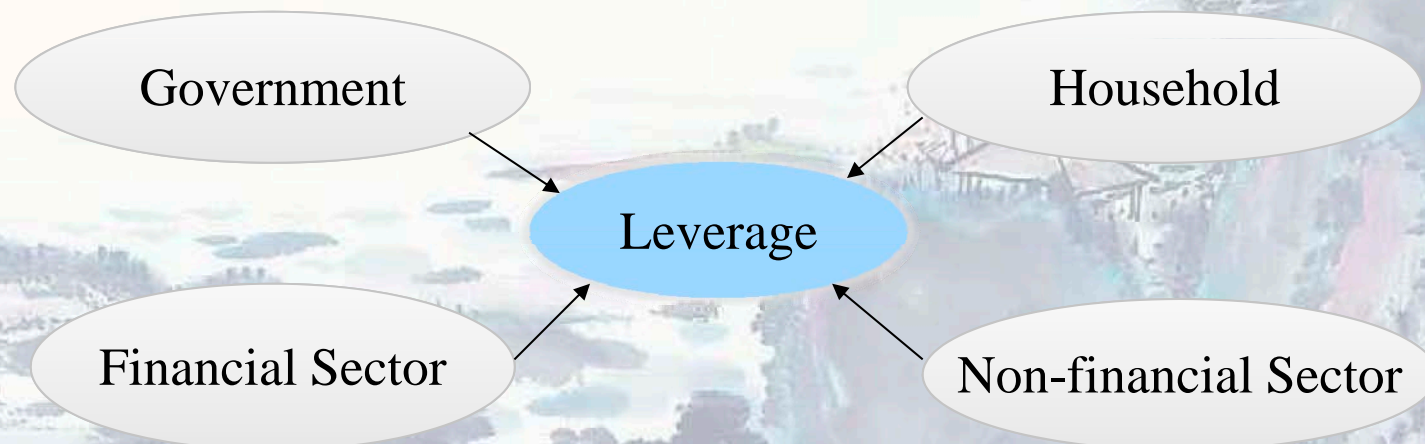 Government
Household
Leverage
Financial Sector
Non-financial Sector